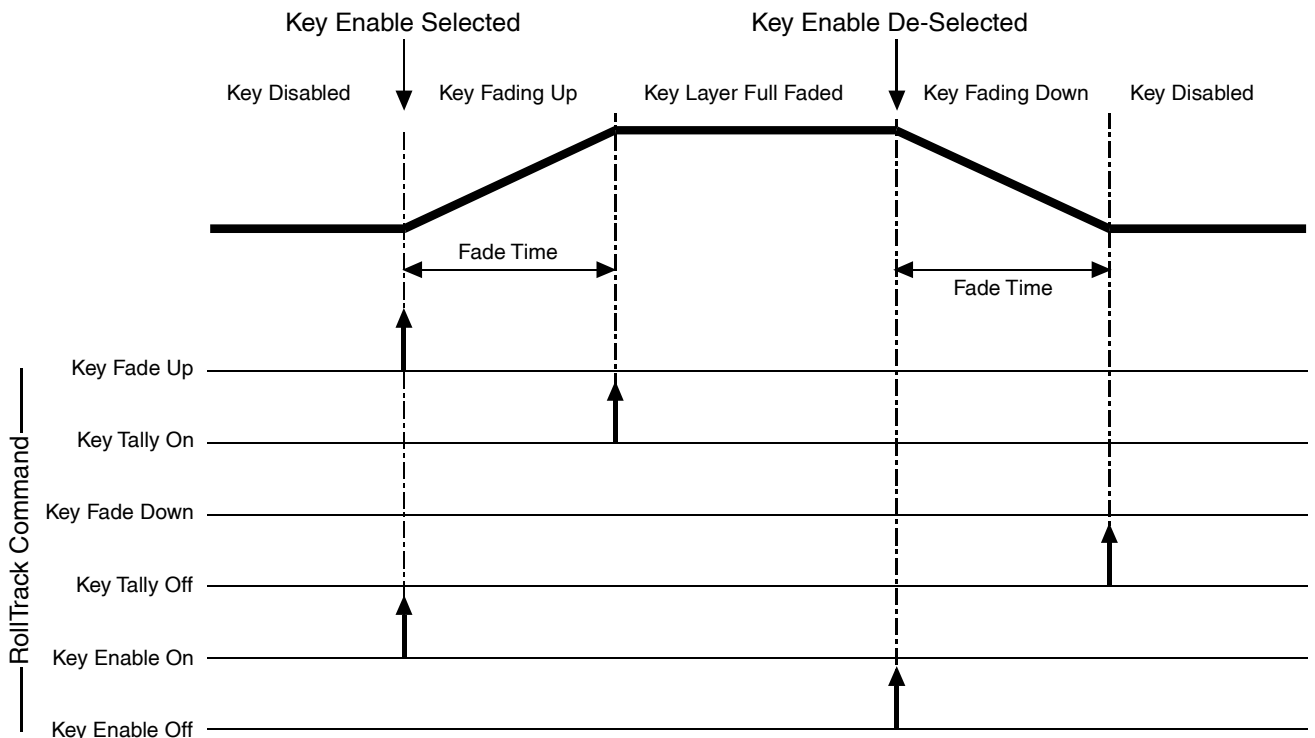 Key Enable Selected
Key Enable De-Selected
Key Disabled
Key Fading Up
Key Layer Full Faded
Key Fading Down
Key Disabled
Fade Time
Fade Time
Key Fade Up
Key Tally On
Key Fade Down
Key Tally Off
Key Enable On
Key Enable Off
RollTrack Command